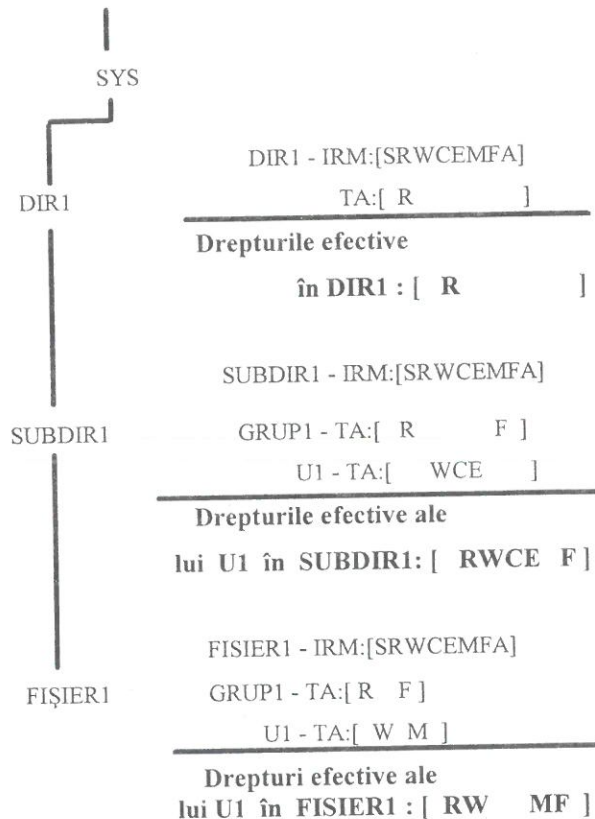 SYS
DIR1 - IRM:[SRWCEMFA]
DIR1
TA:[ R ]
Drepturile efective
în DIR1 : [ R ]
SUBDIR1 - IRM:[SRWCEMFA]
SUBDIR1
GRUP1 - TA:[ R F ]
U1 - TA:[ WCE ]
Drepturile efective ale
lui U1 în SUBDIR1: [ RWCE F ]
FISIER1 - IRM:[SRWCEMFA]
FIŞIER1
GRUP1 - TA:[ R F ]
U1 - TA:[ W M ]
Drepturi efective ale
lui U1 în FISIER1 : [ RW MF ]